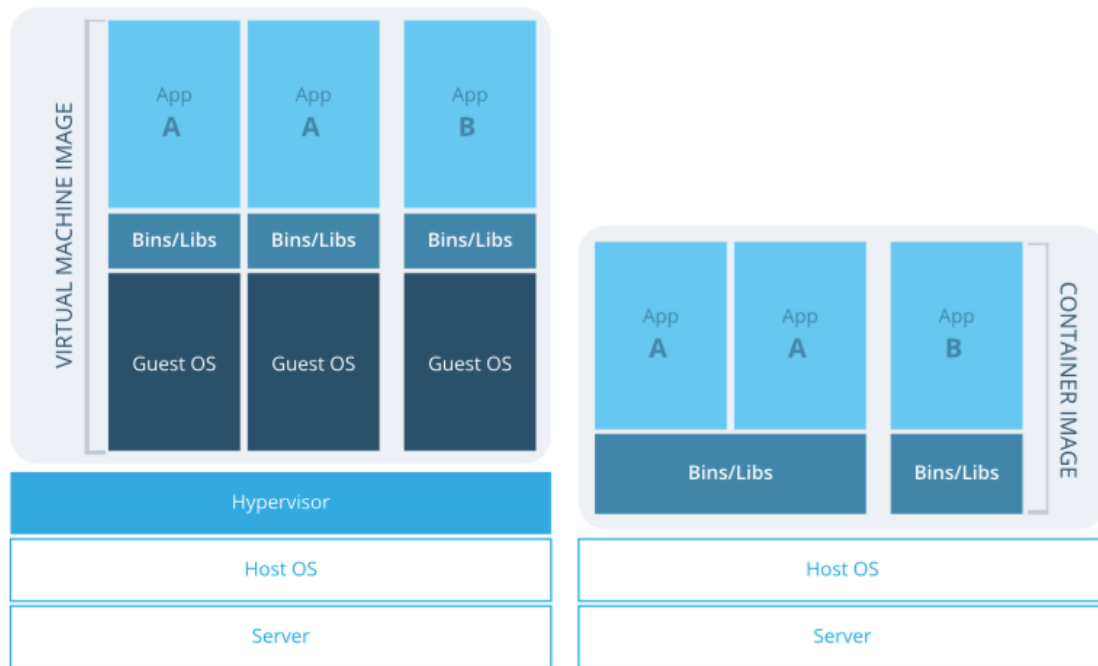 VIRTUAL MACHINE IMAGE
App
A
App
A
App
B
Bins/Libs
Bins/Libs
Bins/Libs
Guest OS
Guest OS
Guest OS
Hypervisor
Host OS
Server
App
A
App
A
App
B
Bins/Libs
Bins/Libs
CONTAINER IMAGE
Host OS
Server